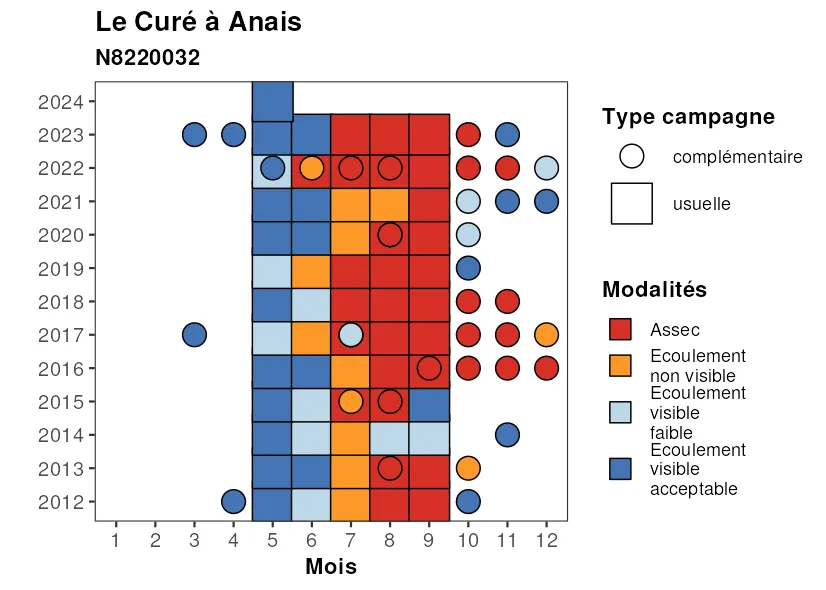 Le Curé à Anais
N8220032
2024
2023
2022
2021
2020
2019
2018
2017
2016
2015
2014
2013
2012
1 2 3 4 5 6 7 8 9 10 11 12
Mois
Type campagne
complémentaire
usuelle
Modalités
Assec
Ecoulement
non visible
Ecoulement
visible
faible
Ecoulement
visible
acceptable